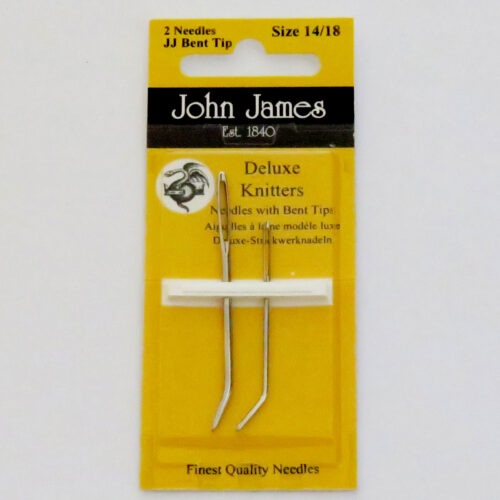 2 Needles
JJ Bent Tip
Size 14/18
John James
Est. 1840
Deluxe
Knitters
Needles with Bent Tips
Aiguilles à laine modèle luxe
Deluxe-Strickwerknadeln
Finest Quality Needles